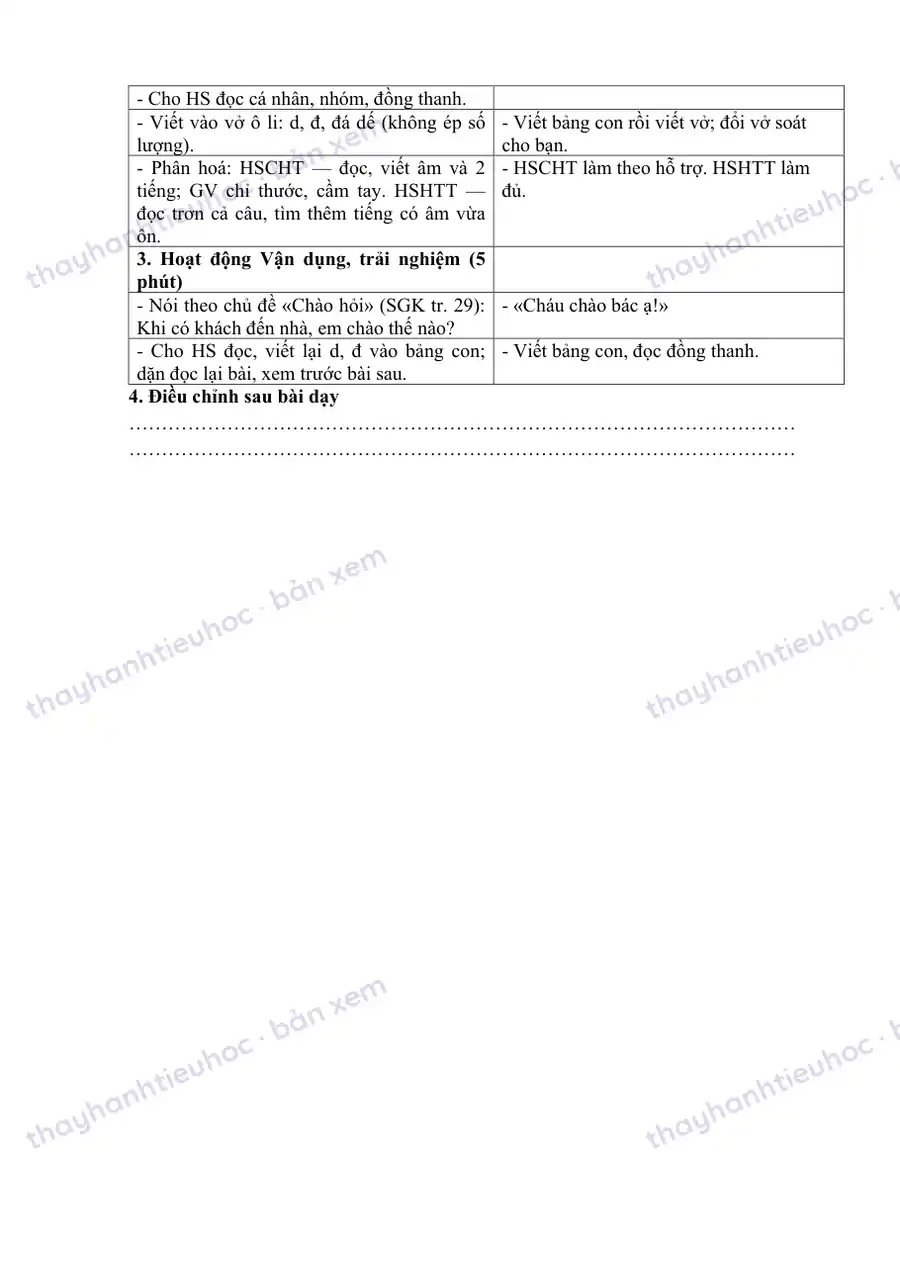 - Cho HS đọc cá nhân, nhóm, đồng thanh.
- Viết vào vở ô li: d, đ, đá dế (không ép số
lượng).
- Viết bảng con rồi viết vở; đổi vở soát
cho bạn.
- Phân hoá: HSCHT — đọc, viết âm và 2
tiếng; GV chỉ thước, cầm tay. HSHTT —
đọc trơn cả câu, tìm thêm tiếng có âm vừa
ôn.
- HSCHT làm theo hỗ trợ. HSHTT làm
đủ.
3. Hoạt động Vận dụng, trải nghiệm (5
phút)
- Nói theo chủ đề «Chào hỏi» (SGK tr. 29):
Khi có khách đến nhà, em chào thế nào?
- «Cháu chào bác ạ!»
- Cho HS đọc, viết lại d, đ vào bảng con;
dặn đọc lại bài, xem trước bài sau.
- Viết bảng con, đọc đồng thanh.
4. Điều chỉnh sau bài dạy
…………………………………………………………………………………………
…………………………………………………………………………………………
thayhanhtieuhoc · bản xem
thayhanhtieuhoc · b
thayhanhtieuhoc · bản xem
thayhanhtieuhoc · b
thayhanhtieuhoc · bản xem
thayhanhtieuhoc · b